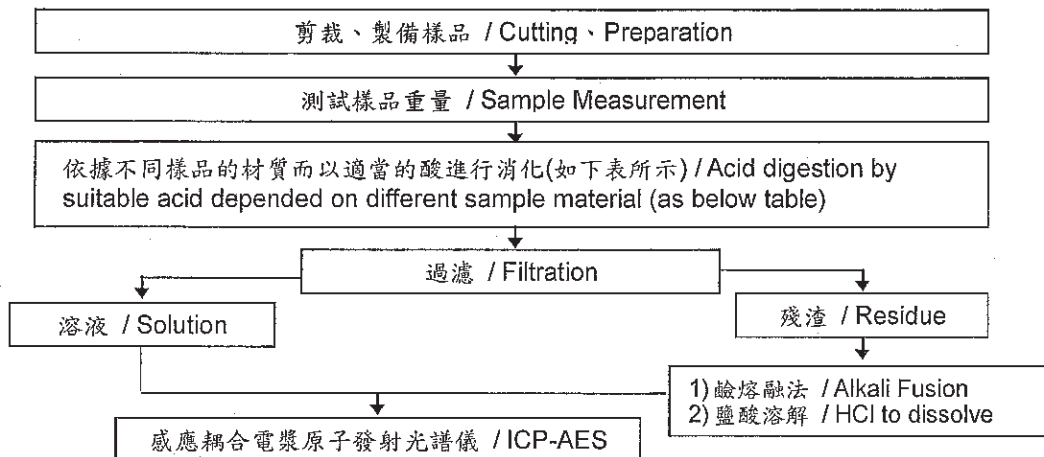 剪裁、製備樣品 / Cutting、Preparation
測試樣品重量 / Sample Measurement
依據不同樣品的材質而以適當的酸進行消化(如下表所示) / Acid digestion by
suitable acid depended on different sample material (as below table)
過濾 / Filtration
溶液 / Solution
殘渣 / Residue
1) 鹼熔融法 / Alkali Fusion
2) 鹽酸溶解 / HCl to dissolve
感應耦合電漿原子發射光譜儀 / ICP-AES